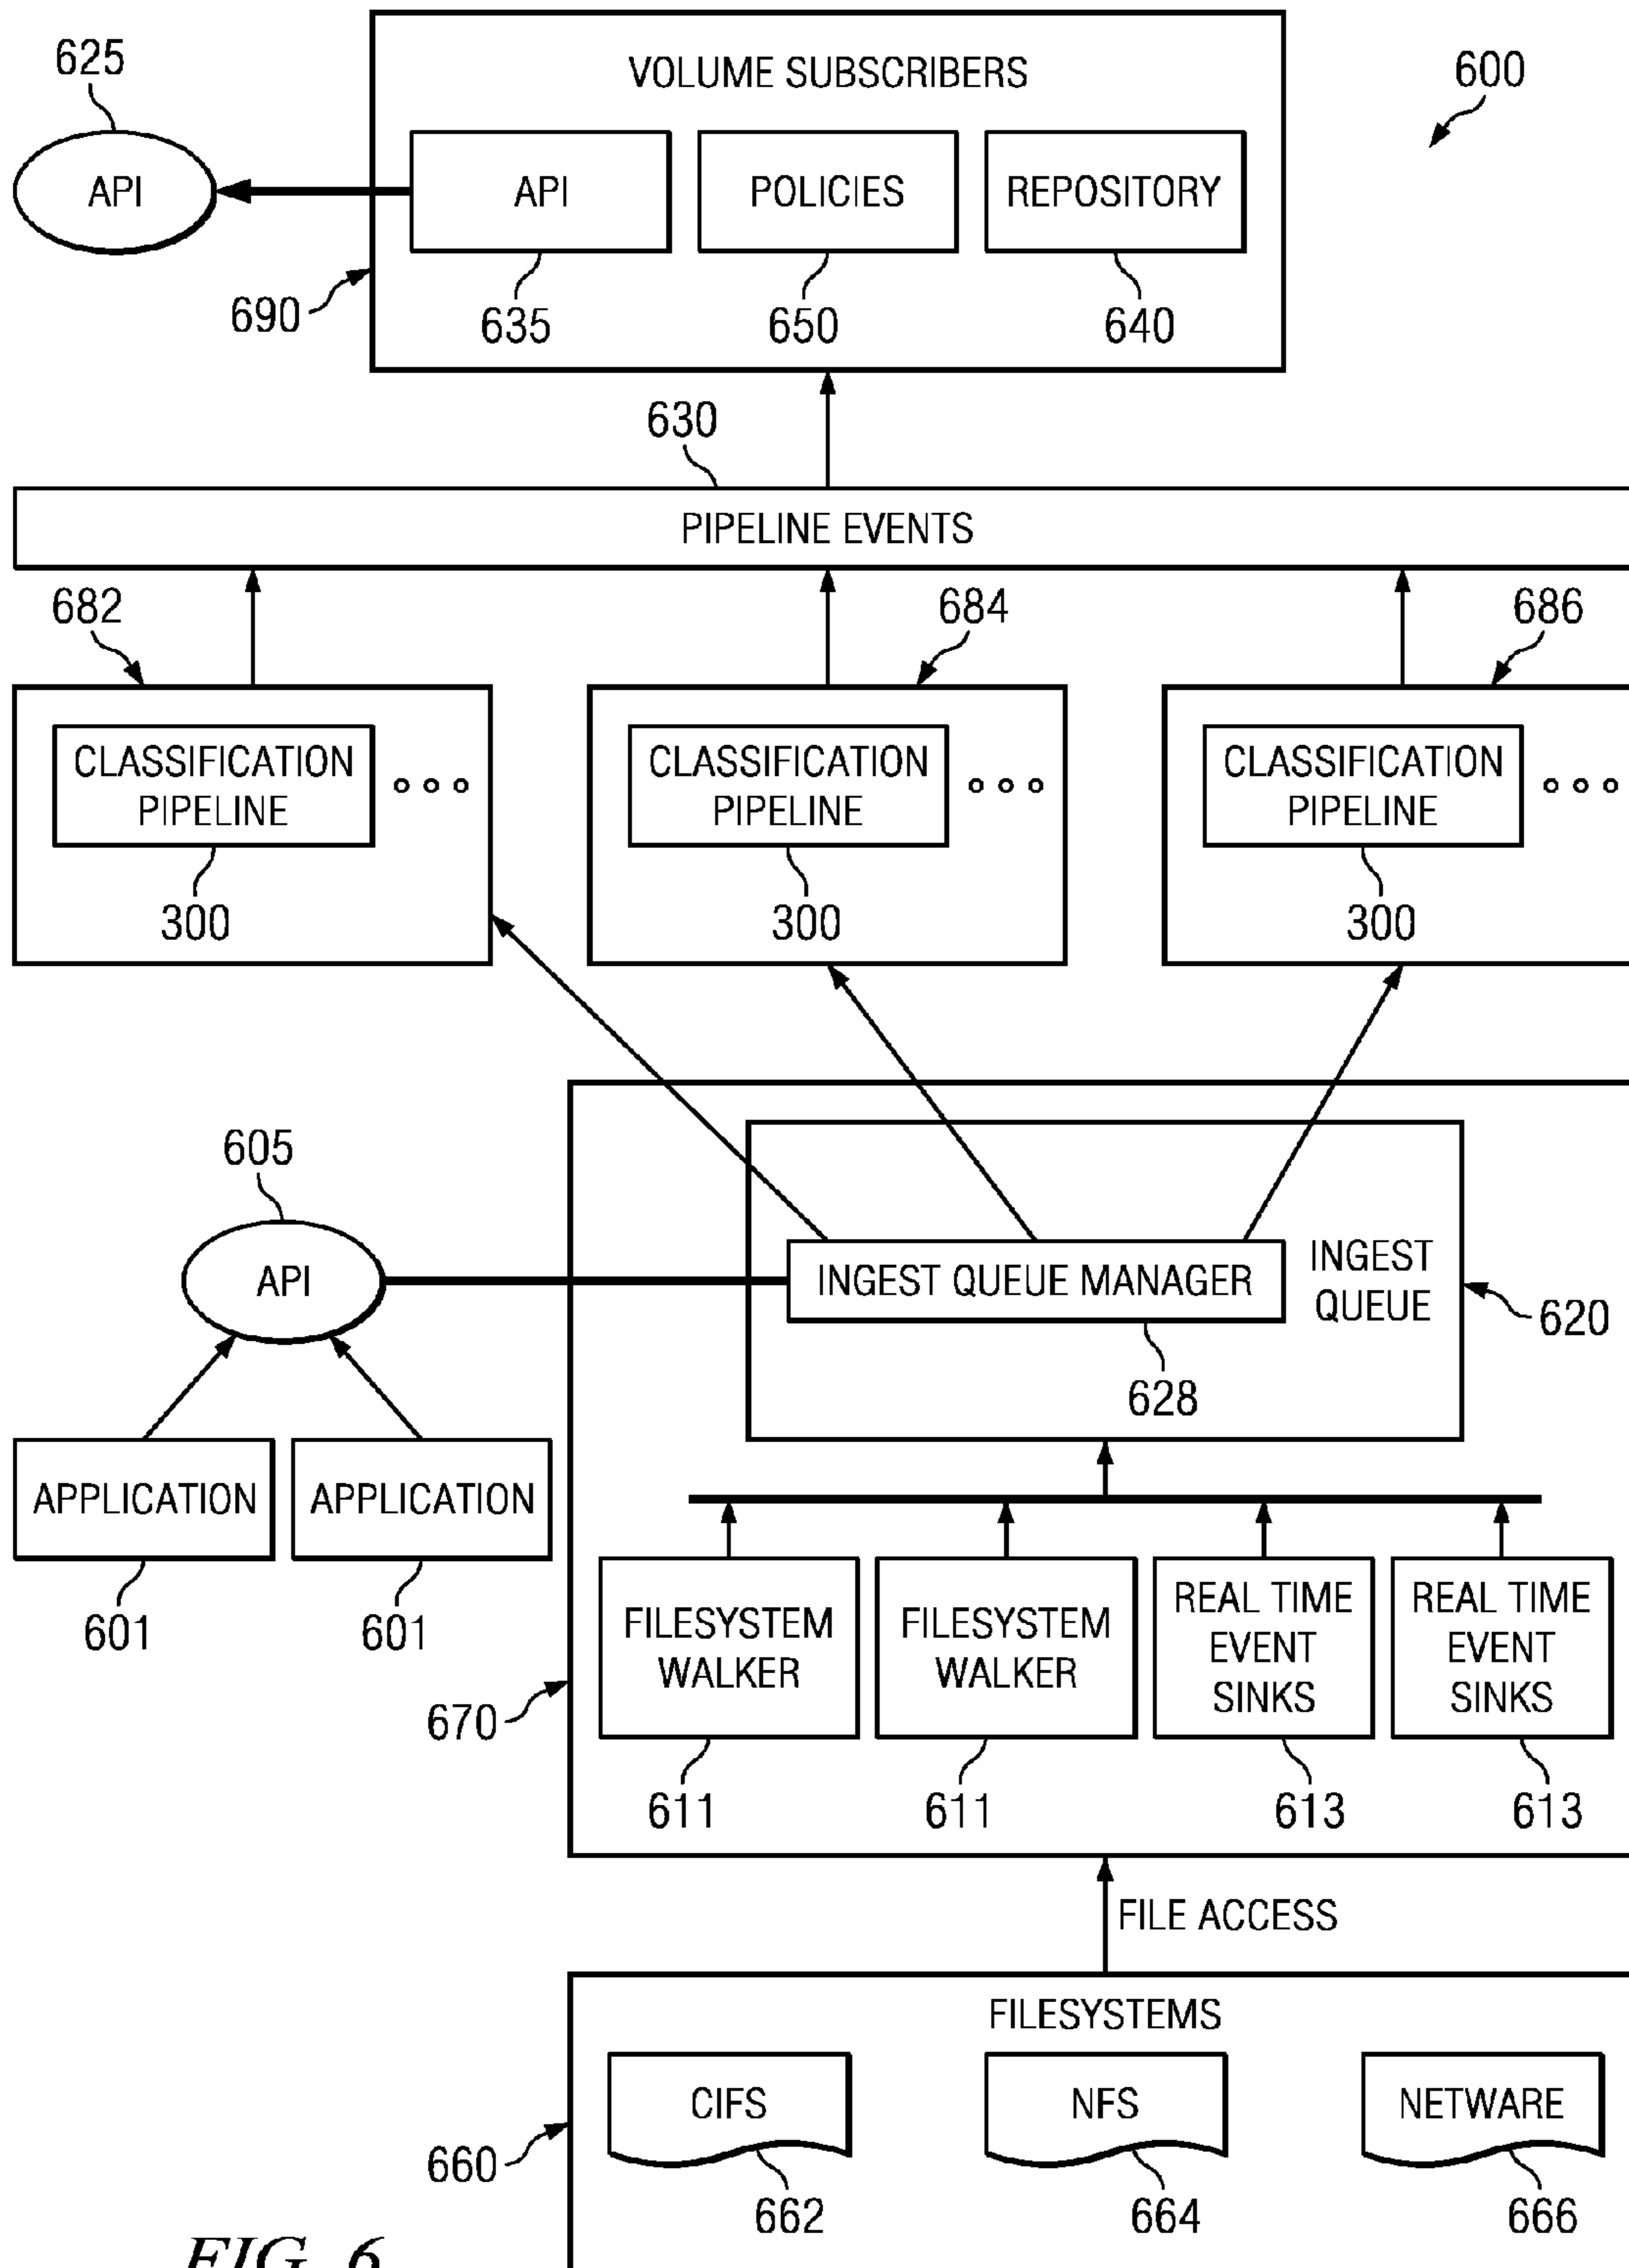 625
VOLUME SUBSCRIBERS
600
API
API
POLICIES
REPOSITORY
690
635
650
640
630
PIPELINE EVENTS
682
684
686
CLASSIFICATION
PIPELINE
CLASSIFICATION
PIPELINE
CLASSIFICATION
PIPELINE
300
300
300
605
API
INGEST QUEUE MANAGER
INGEST
QUEUE
620
628
APPLICATION
APPLICATION
601
601
FILESYSTEM
WALKER
FILESYSTEM
WALKER
REAL TIME
EVENT
SINKS
REAL TIME
EVENT
SINKS
670
611
611
613
613
FILE ACCESS
FILESYSTEMS
CIFS
NFS
NETWARE
660
662
664
666
FIG. 6